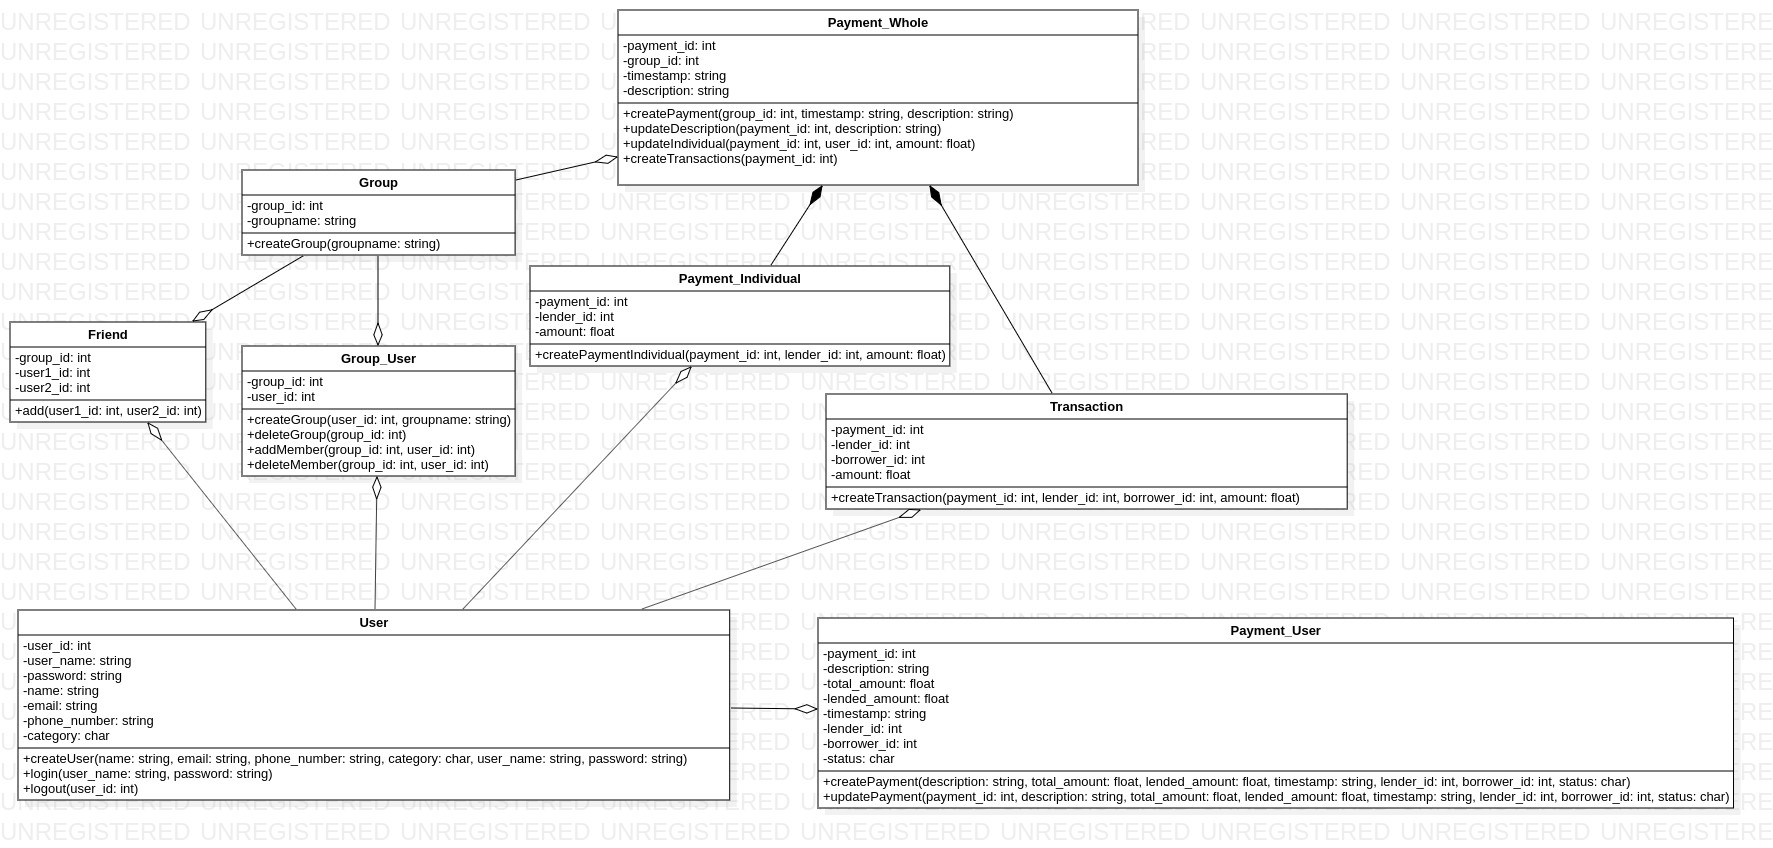 Payment_Whole
-payment_id: int
-group_id: int
-timestamp: string
-description: string
+createPayment(group_id: int, timestamp: string, description: string)
+updateDescription(payment_id: int, description: string)
+updateIndividual(payment_id: int, user_id: int, amount: float)
+createTransactions(payment_id: int)
Group
-group_id: int
-groupname: string
+createGroup(groupname: string)
Payment_Individual
-payment_id: int
-lender_id: int
-amount: float
+createPaymentIndividual(payment_id: int, lender_id: int, amount: float)
Friend
-group_id: int
-user1_id: int
-user2_id: int
+add(user1_id: int, user2_id: int)
Group_User
-group_id: int
-user_id: int
+createGroup(user_id: int, groupname: string)
+deleteGroup(group_id: int)
+addMember(group_id: int, user_id: int)
+deleteMember(group_id: int, user_id: int)
Transaction
-payment_id: int
-lender_id: int
-borrower_id: int
-amount: float
+createTransaction(payment_id: int, lender_id: int, borrower_id: int, amount: float)
User
-user_id: int
-user_name: string
-password: string
-name: string
-email: string
-phone_number: string
-category: char
+createUser(name: string, email: string, phone_number: string, category: char, user_name: string, password: string)
+login(user_name: string, password: string)
+logout(user_id: int)
Payment_User
-payment_id: int
-description: string
-total_amount: float
-lended_amount: float
-timestamp: string
-lender_id: int
-borrower_id: int
-status: char
+createPayment(description: string, total_amount: float, lended_amount: float, timestamp: string, lender_id: int, borrower_id: int, status: char)
+updatePayment(payment_id: int, description: string, total_amount: float, lended_amount: float, timestamp: string, lender_id: int, borrower_id: int, status: char)
UNREGISTERED